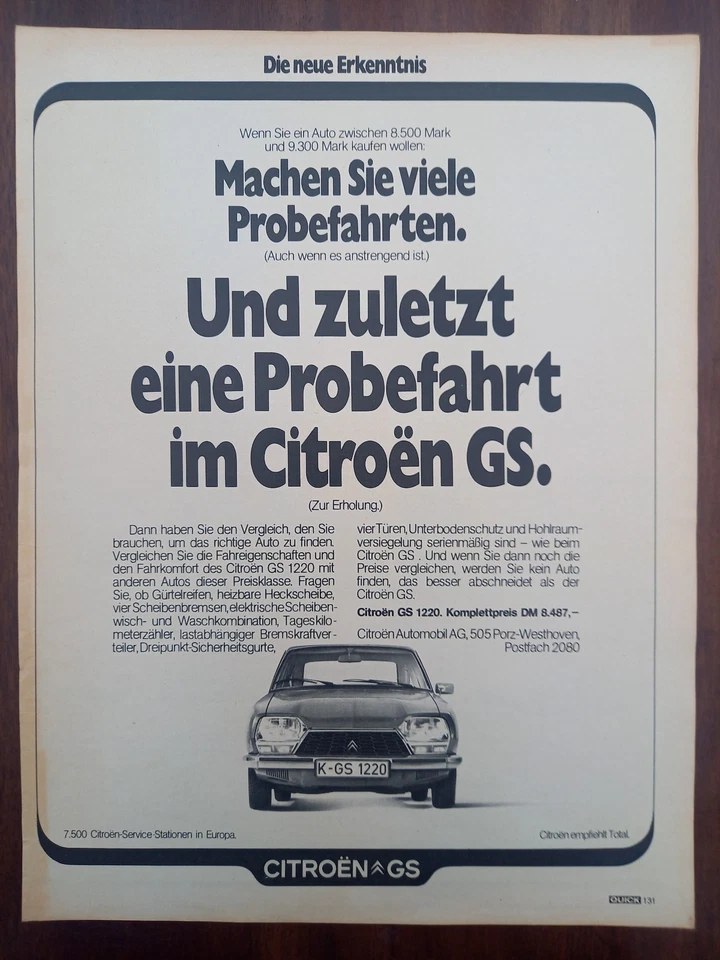 Die neue Erkenntnis
Wenn Sie ein Auto zwischen 8.500 Mark
und 9.300 Mark kaufen wollen:
Machen Sie viele
Probefahrten.
(Auch wenn es anstrengend ist.)
Und zuletzt
eine Probefahrt
im Citroën GS.
(Zur Erholung.)
Dann haben Sie den Vergleich, den Sie
brauchen, um das richtige Auto zu finden.
Vergleichen Sie die Fahreigenschaften und
den Fahrkomfort des Citroën GS 1220 mit
anderen Autos dieser Preisklasse. Fragen
Sie, ob Gürtelreifen, heizbare Heckscheibe,
vier Scheibenbremsen, elektrische Scheiben-
wisch- und Waschkombination, Tageskilo-
meterzähler, lastabhängiger Bremskraftver-
teiler, Dreipunkt-Sicherheitsgurte,
vier Türen, Unterbodenschutz und Hohlraum-
versiegelung serienmäßig sind – wie beim
Citroën GS . Und wenn Sie dann noch die
Preise vergleichen, werden Sie kein Auto
finden, das besser abschneidet als der
Citroën GS.
Citroën GS 1220. Komplettpreis DM 8.487,–
Citroën Automobil AG, 505 Porz-Westhoven,
Postfach 2080
K-GS 1220
7.500 Citroën-Service-Stationen in Europa.
Citroën empfiehlt Total.
CITROËN GS
QUICK 131